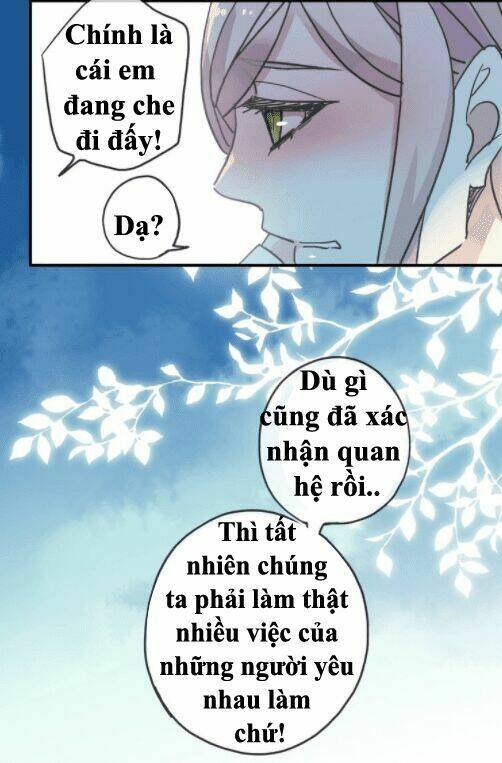 Chính là
cái em
đang che
đi đấy!
Dạ?
Dù gì
cũng đã xác
nhận quan
hệ rồi..
Thì tất
nhiên chúng
ta phải làm thật
nhiều việc của
những người yêu
nhau làm
chứ!